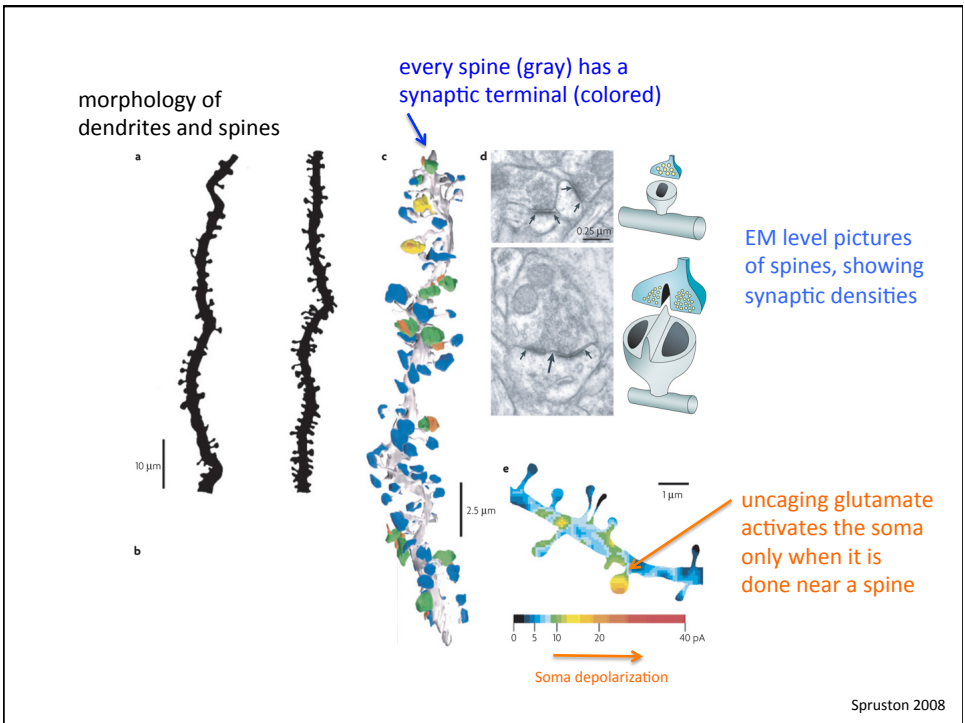 every spine (gray) has a
synaptic terminal (colored)
morphology of
dendrites and spines
a
c
d
0.25 µm
EM level pictures
of spines, showing
synaptic densities
10 µm
2.5 µm
b
e
1 µm
uncaging glutamate
activates the soma
only when it is
done near a spine
0 5 10 20 40 pA
Soma depolarization
Spruston 2008